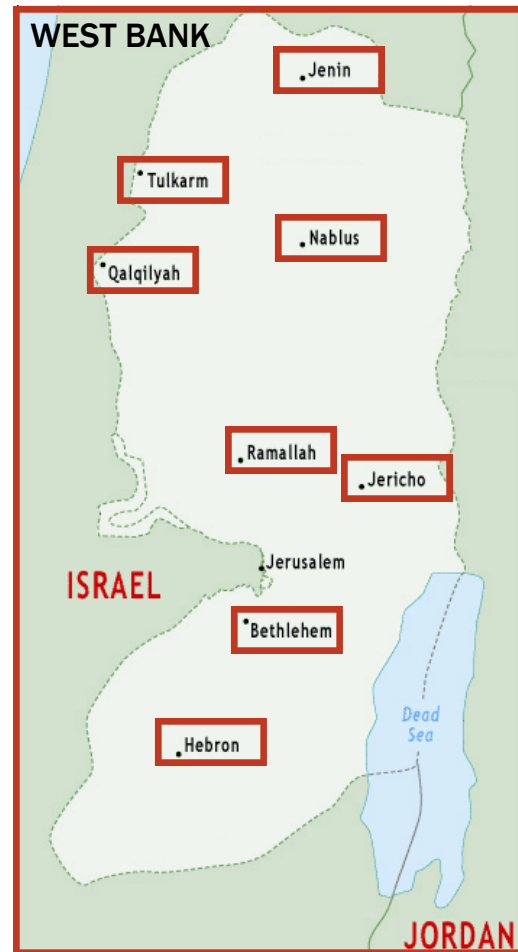 WEST BANK
Jenin
Tulkarm
Nablus
Qalqilyah
Ramallah
Jericho
Jerusalem
ISRAEL
Bethlehem
Dead
Sea
Hebron
JORDAN